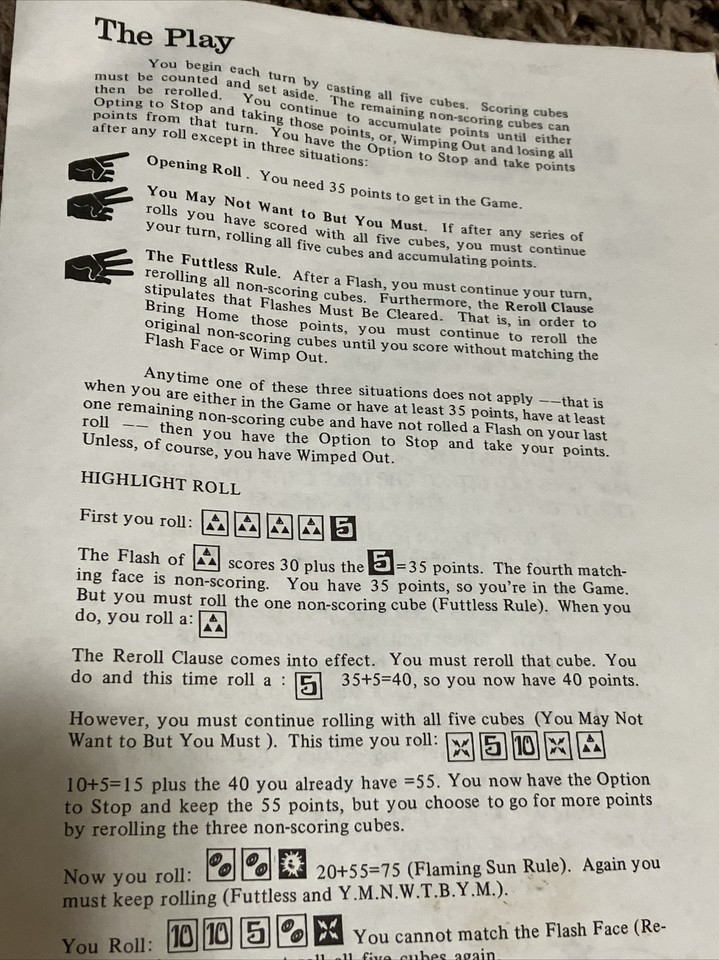 The Play
You begin each turn by casting all five cubes. Scoring cubes
must be counted and set aside. The remaining non-scoring cubes can
then be rerolled. You continue to accumulate points until either
Opting to Stop and taking those points, or, Wimping Out and losing all
points from that turn. You have the Option to Stop and take points
after any roll except in three situations:
Opening Roll. You need 35 points to get in the Game.
You May Not Want to But You Must. If after any series of
rolls you have scored with all five cubes, you must continue
your turn, rolling all five cubes and accumulating points.
The Futtless Rule. After a Flash, you must continue your turn,
rerolling all non-scoring cubes. Furthermore, the Reroll Clause
stipulates that Flashes Must Be Cleared. That is, in order to
Bring Home those points, you must continue to reroll the
original non-scoring cubes until you score without matching the
Flash Face or Wimp Out.
Anytime one of these three situations does not apply ——that is
when you are either in the Game or have at least 35 points, have at least
one remaining non-scoring cube and have not rolled a Flash on your last
roll —— then you have the Option to Stop and take your points.
Unless, of course, you have Wimped Out.
HIGHLIGHT ROLL
First you roll: 5
The Flash of scores 30 plus the 5 =35 points. The fourth match-
ing face is non-scoring. You have 35 points, so you're in the Game.
But you must roll the one non-scoring cube (Futtless Rule). When you
do, you roll a:
The Reroll Clause comes into effect. You must reroll that cube. You
do and this time roll a : 5 35+5=40, so you now have 40 points.
However, you must continue rolling with all five cubes (You May Not
Want to But You Must ). This time you roll: 5 10
10+5=15 plus the 40 you already have =55. You now have the Option
to Stop and keep the 55 points, but you choose to go for more points
by rerolling the three non-scoring cubes.
Now you roll: 20+55=75 (Flaming Sun Rule). Again you
must keep rolling (Futtless and Y.M.N.W.T.B.Y.M.).
You Roll: 10 10 5 You cannot match the Flash Face (Re-
all five cubes again